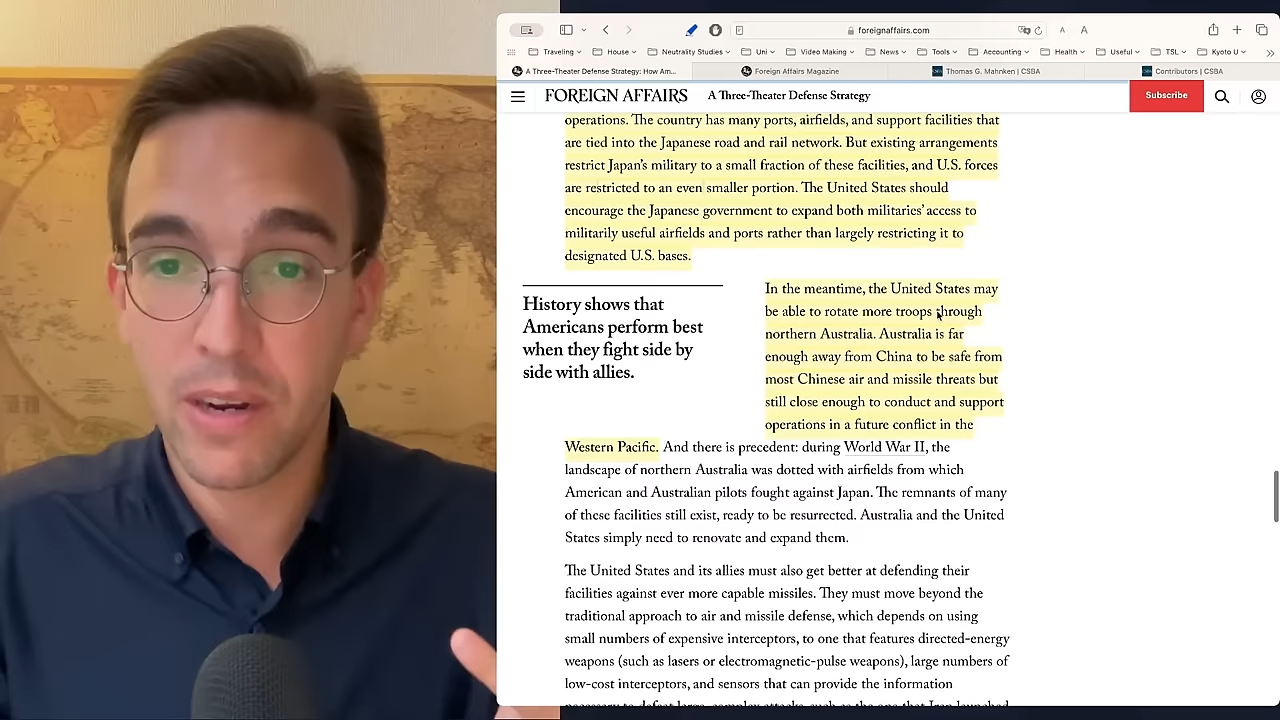 foreignaffairs.com
A
A
Traveling
House
Neutrality Studies
Uni
Video Making
News
Tools
Accounting
Health
Useful
TSL
Kyoto U
A Three-Theater Defense Strategy: How Am...
Foreign Affairs Magazine
Thomas G. Mahnken | CSBA
Contributors | CSBA
FOREIGN AFFAIRS
A Three-Theater Defense Strategy
Subscribe
operations. The country has many ports, airfields, and support facilities that
are tied into the Japanese road and rail network. But existing arrangements
restrict Japan's military to a small fraction of these facilities, and U.S. forces
are restricted to an even smaller portion. The United States should
encourage the Japanese government to expand both militaries' access to
militarily useful airfields and ports rather than largely restricting it to
designated U.S. bases.
History shows that
Americans perform best
when they fight side by
side with allies.
In the meantime, the United States may
be able to rotate more troops through
northern Australia. Australia is far
enough away from China to be safe from
most Chinese air and missile threats but
still close enough to conduct and support
operations in a future conflict in the
Western Pacific. And there is precedent: during World War II, the
landscape of northern Australia was dotted with airfields from which
American and Australian pilots fought against Japan. The remnants of many
of these facilities still exist, ready to be resurrected. Australia and the United
States simply need to renovate and expand them.
The United States and its allies must also get better at defending their
facilities against ever more capable missiles. They must move beyond the
traditional approach to air and missile defense, which depends on using
small numbers of expensive interceptors, to one that features directed-energy
weapons (such as lasers or electromagnetic-pulse weapons), large numbers of
low-cost interceptors, and sensors that can provide the information
necessary to defeat large, complex attacks, such as the one that Iran launched